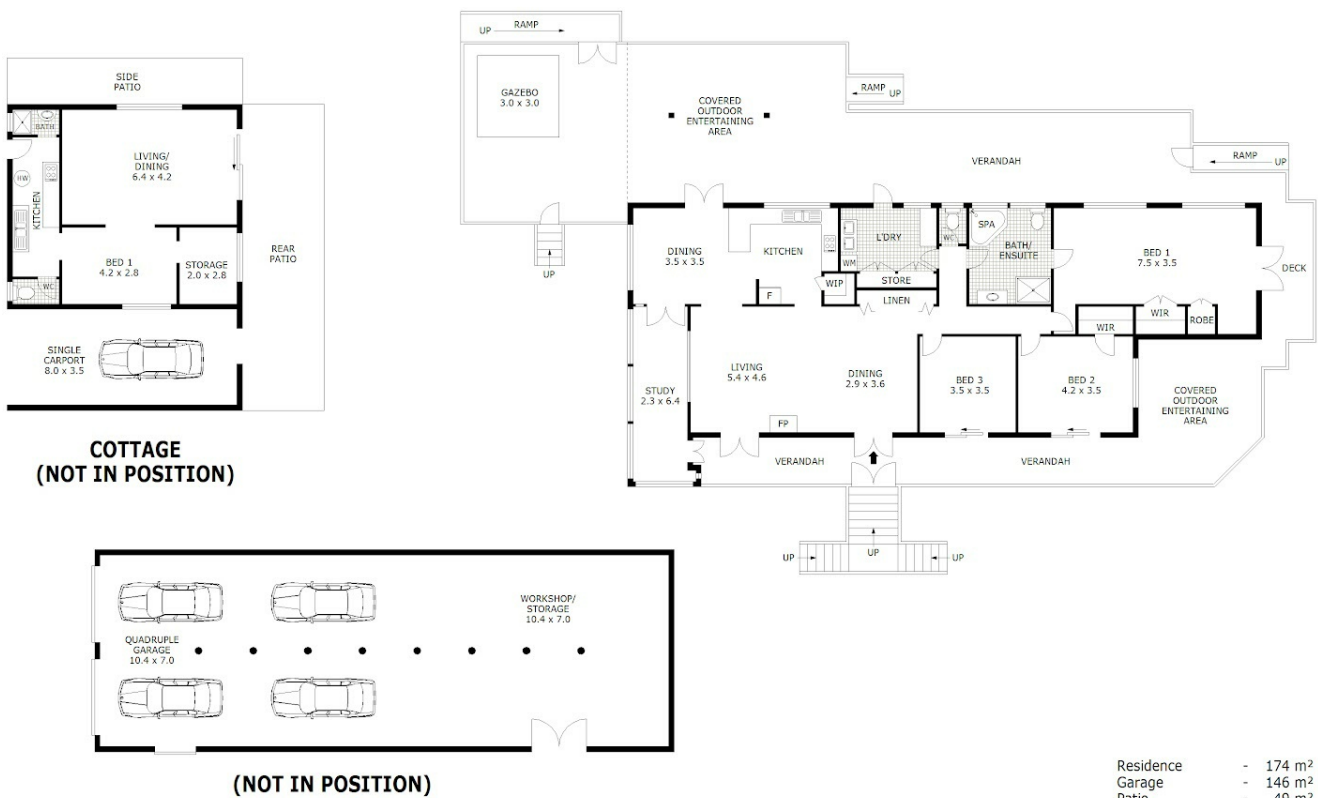 SIDE
PATIO
BATH
LIVING/
DINING
6.4 x 4.2
HW
KITCHEN
BED 1
4.2 x 2.8
STORAGE
2.0 x 2.8
WC
REAR
PATIO
SINGLE
CARPORT
8.0 x 3.5
COTTAGE
(NOT IN POSITION)
UP RAMP
GAZEBO
3.0 x 3.0
COVERED
OUTDOOR
ENTERTAINING
AREA
RAMP UP
VERANDAH
RAMP UP
UP
DINING
3.5 x 3.5
KITCHEN
F
WIP
L'DRY
WM
STORE
LINEN
WC
SPA
BATH/
ENSUITE
BED 1
7.5 x 3.5
DECK
WIR
ROBE
WIR
STUDY
2.3 x 6.4
LIVING
5.4 x 4.6
FP
DINING
2.9 x 3.6
BED 3
3.5 x 3.5
BED 2
4.2 x 3.5
COVERED
OUTDOOR
ENTERTAINING
AREA
VERANDAH
VERANDAH
UP
UP
UP
QUADRUPLE
GARAGE
10.4 x 7.0
WORKSHOP/
STORAGE
10.4 x 7.0
(NOT IN POSITION)
Residence - 174 m²
Garage - 146 m²
Patio - 49 m²